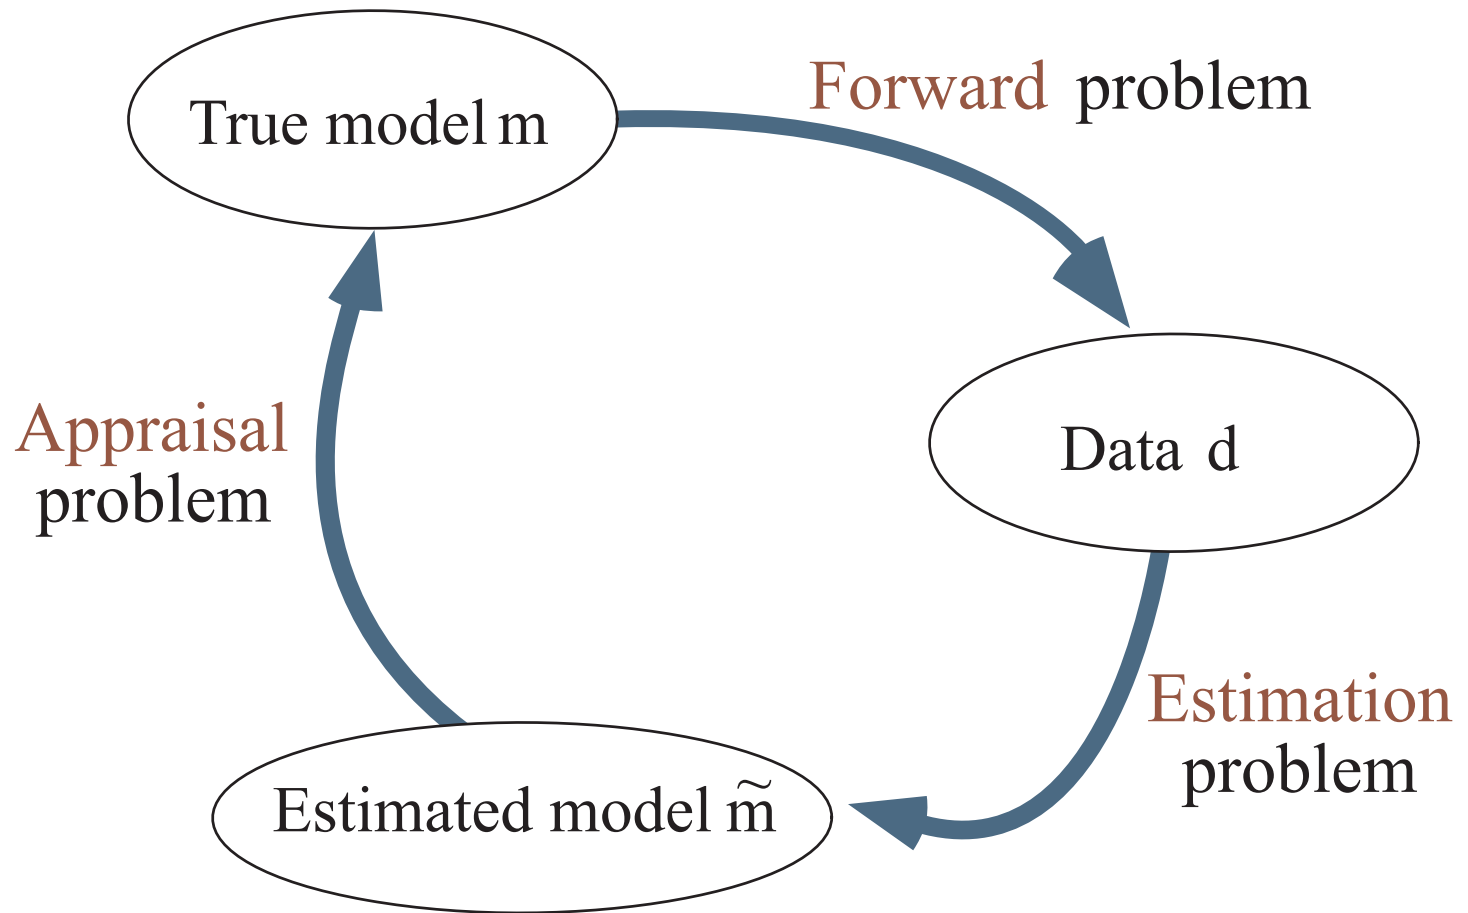 True model m
Forward problem
Data d
Estimation
problem
Estimated model m̃
Appraisal
problem